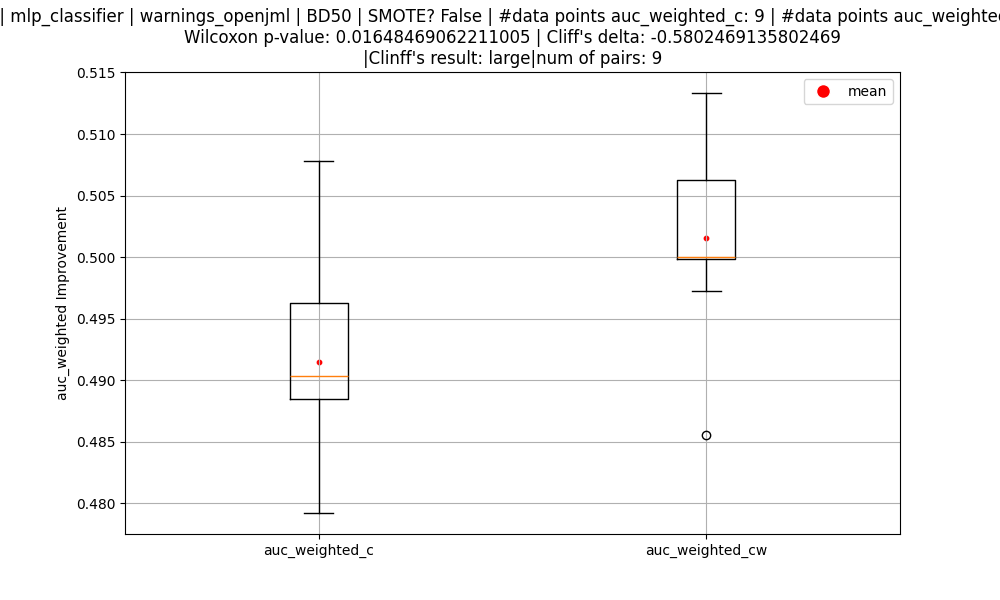 | mlp_classifier | warnings_openjml | BD50 | SMOTE? False | #data points auc_weighted_c: 9 | #data points
Wilcoxon p-value: 0.01648469062211005 | Cliff's delta: -0.5802469135802469
|Clinff's result: large|num of pairs: 9
0.515
mean
0.510
0.505
0.500
0.495
0.490
0.485
0.480
auc_weighted Improvement
auc_weighted_c
auc_weighted_cw